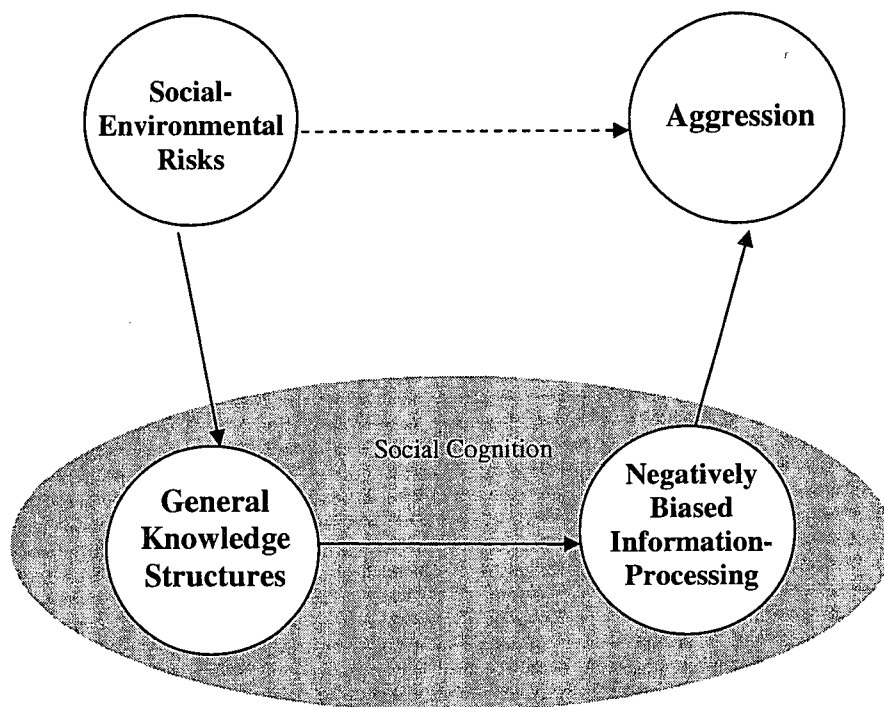 Social-
Environmental
Risks
Aggression
Social Cognition
General
Knowledge
Structures
Negatively
Biased
Information-
Processing